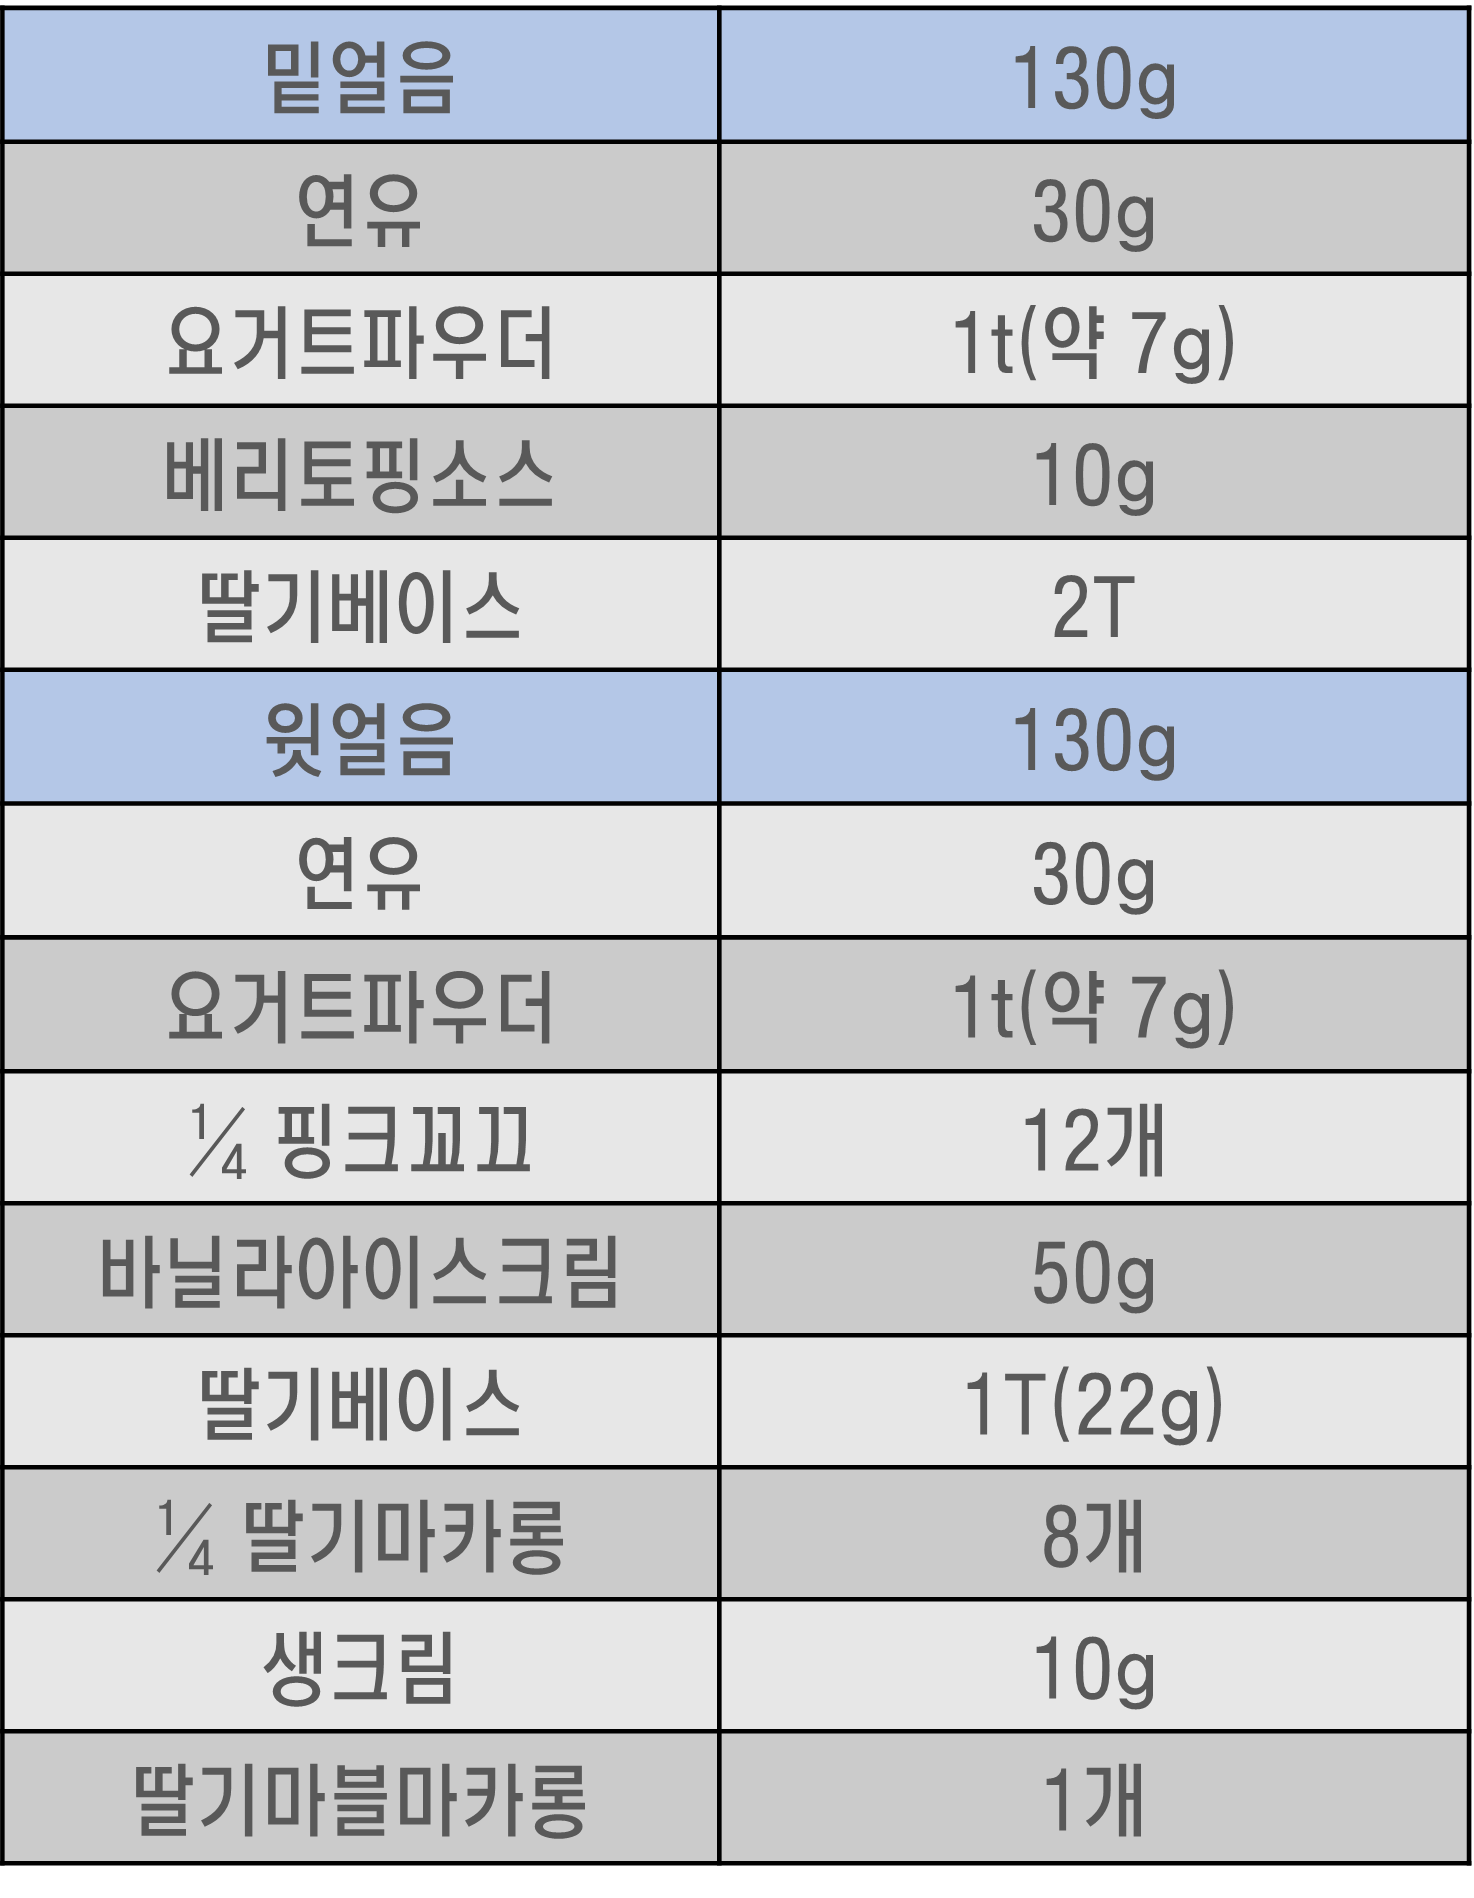 밑얼음 130g
연유 30g
요거트파우더 1t(약 7g)
베리토핑소스 10g
딸기베이스 2T
윗얼음 130g
연유 30g
요거트파우더 1t(약 7g)
¼ 핑크꾜끄 12개
바닐라아이스크림 50g
딸기베이스 1T(22g)
¼ 딸기마카롱 8개
생크림 10g
딸기마블마카롱 1개